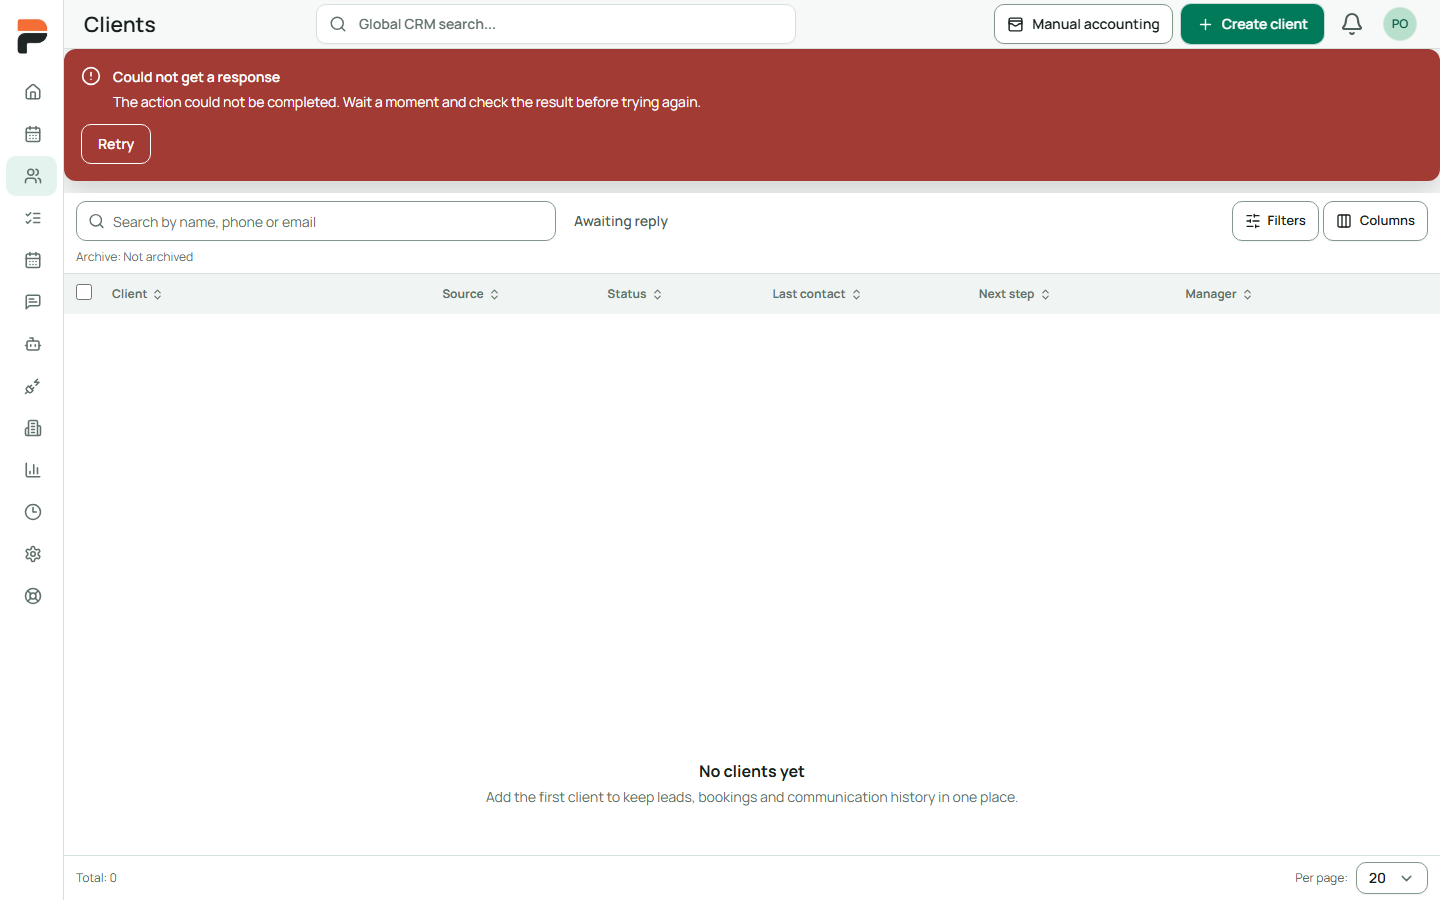 Clients
Global CRM search...
Manual accounting
Create client
PO
Could not get a response
The action could not be completed. Wait a moment and check the result before trying again.
Retry
Search by name, phone or email
Awaiting reply
Filters
Columns
Archive: Not archived
Client
Source
Status
Last contact
Next step
Manager
No clients yet
Add the first client to keep leads, bookings and communication history in one place.
Total: 0
Per page:
20